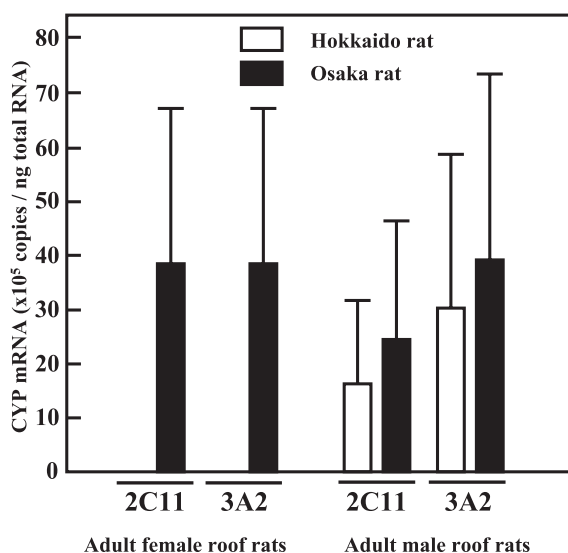 80
70
60
50
40
30
20
10
0
CYP mRNA (x10⁵ copies / ng total RNA)
Hokkaido rat
Osaka rat
2C11 3A2 2C11 3A2
Adult female roof rats Adult male roof rats